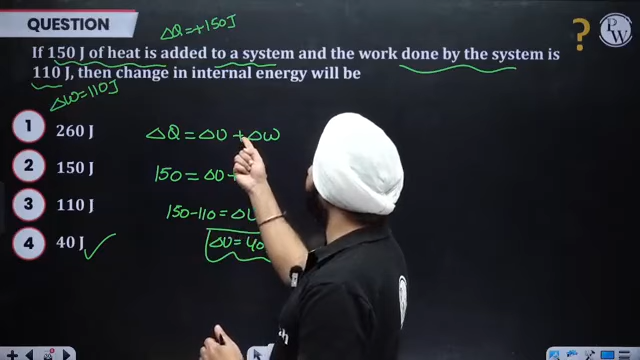 QUESTION
ΔQ = +150J
If 150 J of heat is added to a system and the work done by the system is
110 J, then change in internal energy will be
ΔW = 110J
1 260 J
ΔQ = ΔU + ΔW
2 150 J
150 = ΔU +
3 110 J
150-110 = ΔU
4 40 J
ΔU = 40
?
PW